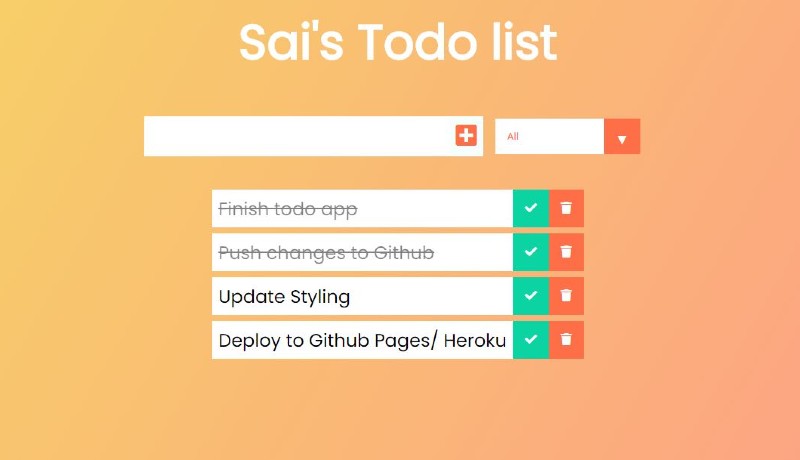 Sai's Todo list
All
Finish todo app
Push changes to Github
Update Styling
Deploy to Github Pages/ Heroku